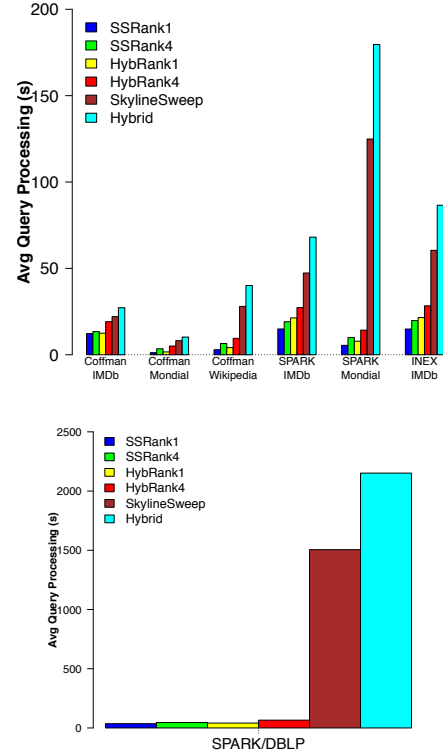 200
150
100
50
0
Avg Query Processing (s)
SSRank1
SSRank4
HybRank1
HybRank4
SkylineSweep
Hybrid
Coffman Coffman Coffman SPARK SPARK INEX
IMDb Mondial Wikipedia IMDb Mondial IMDb
2500
2000
1500
1000
500
0
Avg Query Processing (s)
SSRank1
SSRank4
HybRank1
HybRank4
SkylineSweep
Hybrid
SPARK/DBLP